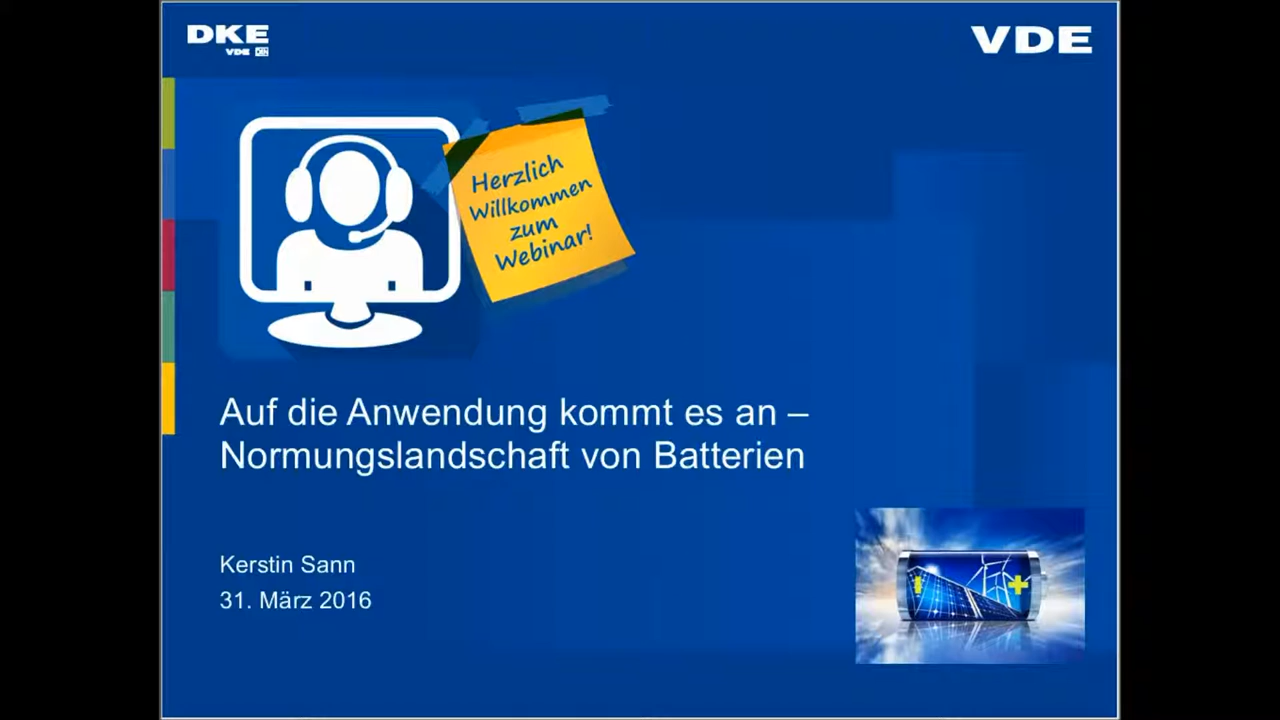 DKE
VDE DIN
VDE
Herzlich
Willkommen
zum
Webinar!
Auf die Anwendung kommt es an –
Normungslandschaft von Batterien
Kerstin Sann
31. März 2016